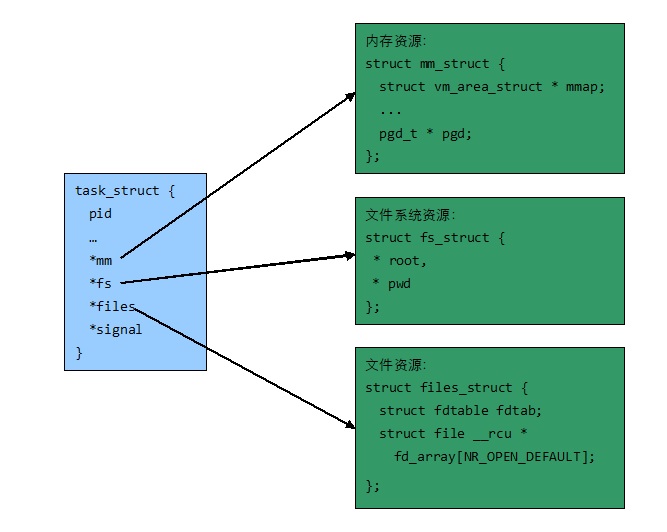 内存资源:
struct mm_struct {
struct vm_area_struct * mmap;
...
pgd_t * pgd;
};
task_struct {
pid
…
*mm
*fs
*files
*signal
}
文件系统资源:
struct fs_struct {
* root,
* pwd
};
文件资源:
struct files_struct {
struct fdtable fdtab;
struct file __rcu *
fd_array[NR_OPEN_DEFAULT];
};